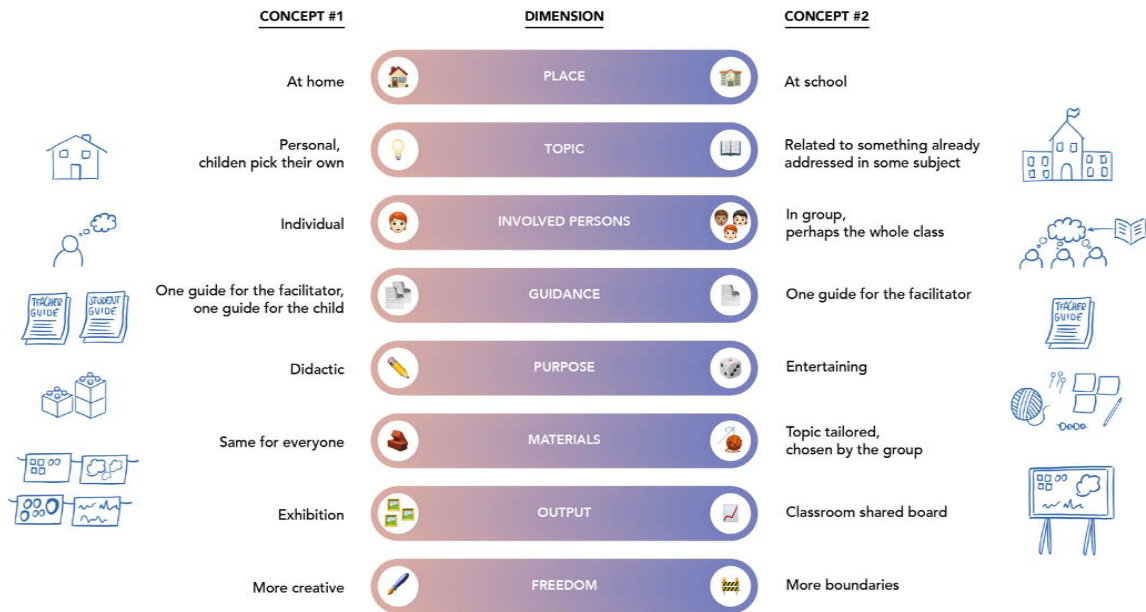 CONCEPT #1 DIMENSION CONCEPT #2
At home PLACE At school
Personal,
childen pick their own
TOPIC
Related to something already
addressed in some subject
Individual
INVOLVED PERSONS
In group,
perhaps the whole class
One guide for the facilitator,
one guide for the child
GUIDANCE
One guide for the facilitator
Didactic PURPOSE Entertaining
Same for everyone
MATERIALS
Topic tailored,
chosen by the group
Exhibition OUTPUT Classroom shared board
More creative FREEDOM More boundaries
TEACHER
GUIDE
STUDENT
GUIDE
TEACHER
GUIDE